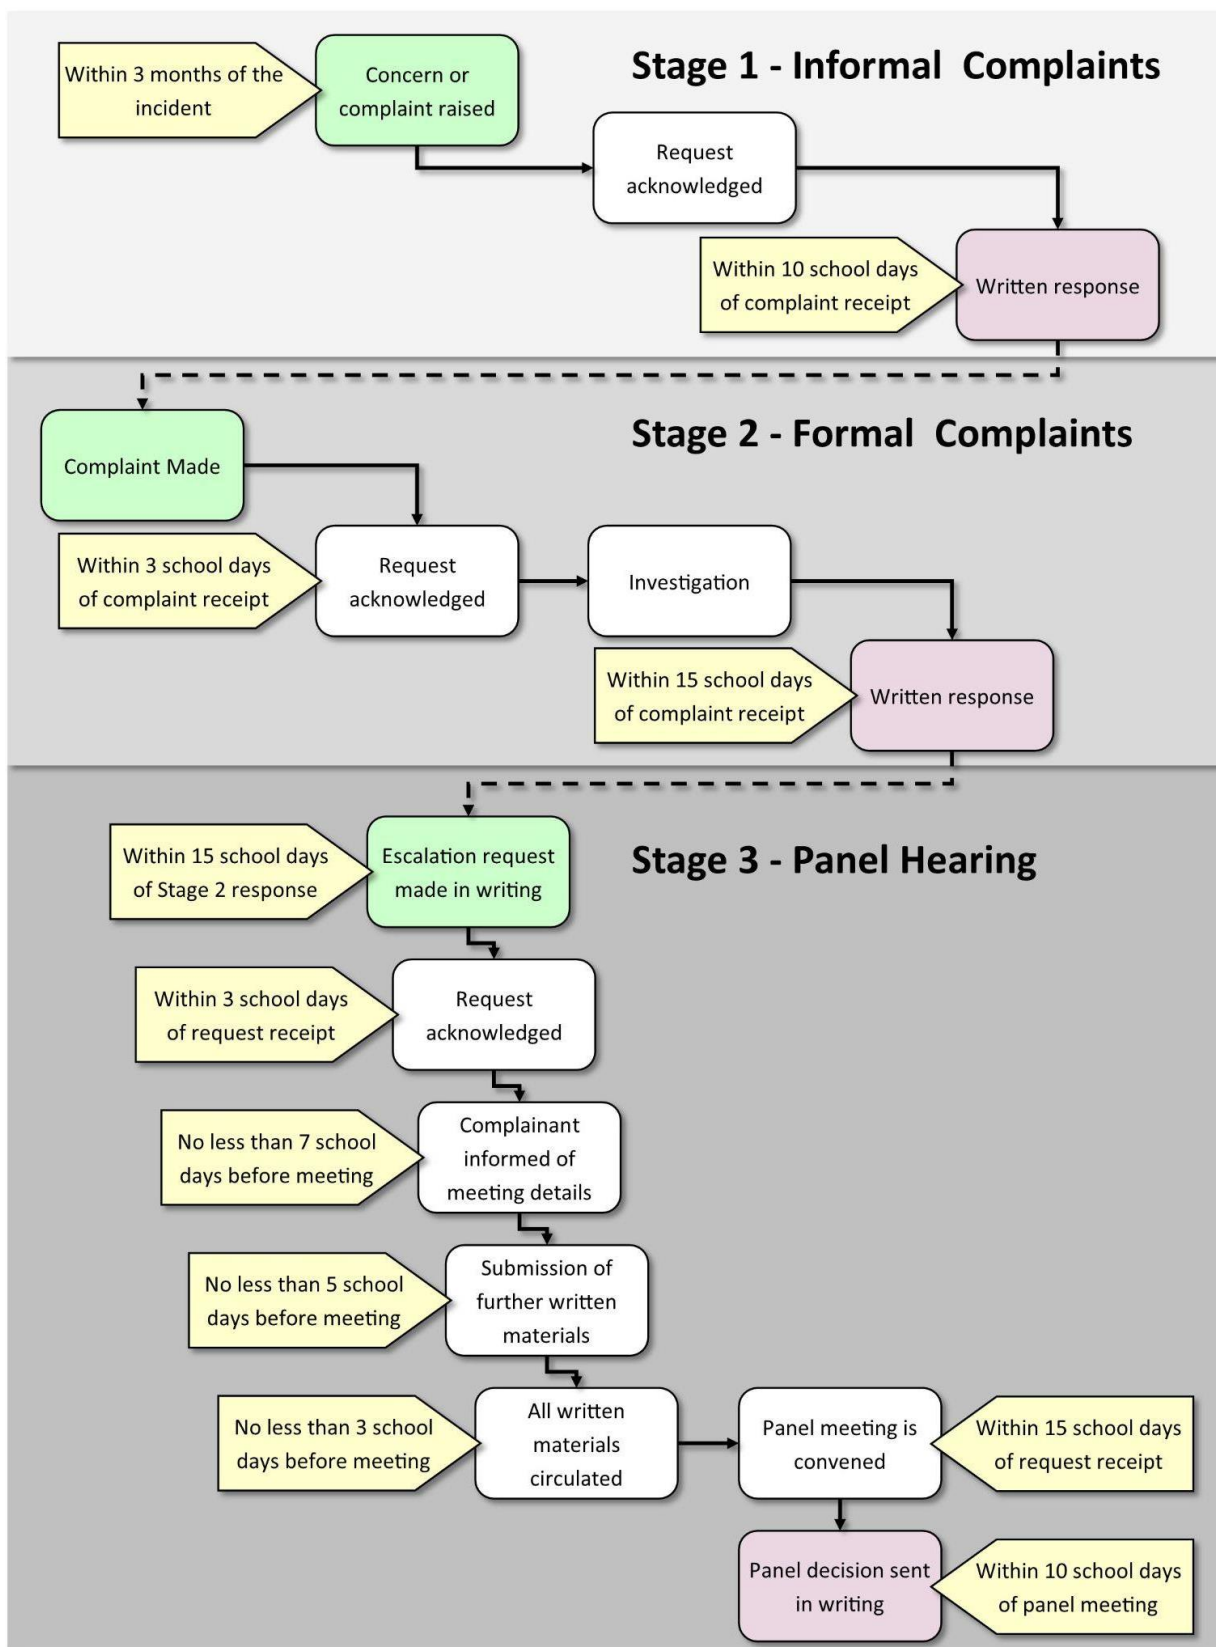 Stage 1 - Informal Complaints
Within 3 months of the
incident
Concern or
complaint raised
Request
acknowledged
Within 10 school days
of complaint receipt
Written response
Stage 2 - Formal Complaints
Complaint Made
Within 3 school days
of complaint receipt
Request
acknowledged
Investigation
Within 15 school days
of complaint receipt
Written response
Stage 3 - Panel Hearing
Within 15 school days
of Stage 2 response
Escalation request
made in writing
Within 3 school days
of request receipt
Request
acknowledged
No less than 7 school
days before meeting
Complainant
informed of
meeting details
No less than 5 school
days before meeting
Submission of
further written
materials
No less than 3 school
days before meeting
All written
materials
circulated
Panel meeting is
convened
Within 15 school days
of request receipt
Panel decision sent
in writing
Within 10 school days
of panel meeting